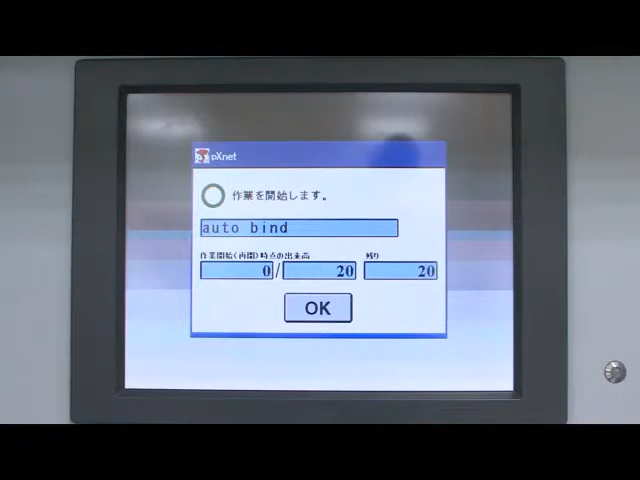 pXnet
作業を開始します。
auto bind
作業開始(再開)時点の出来高 残り
0/ 20 20
OK